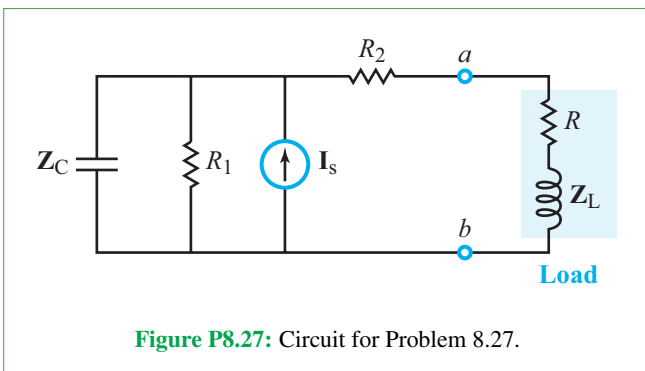 R2
a
ZC
R1
Is
R
ZL
b
Load
Figure P8.27: Circuit for Problem 8.27.